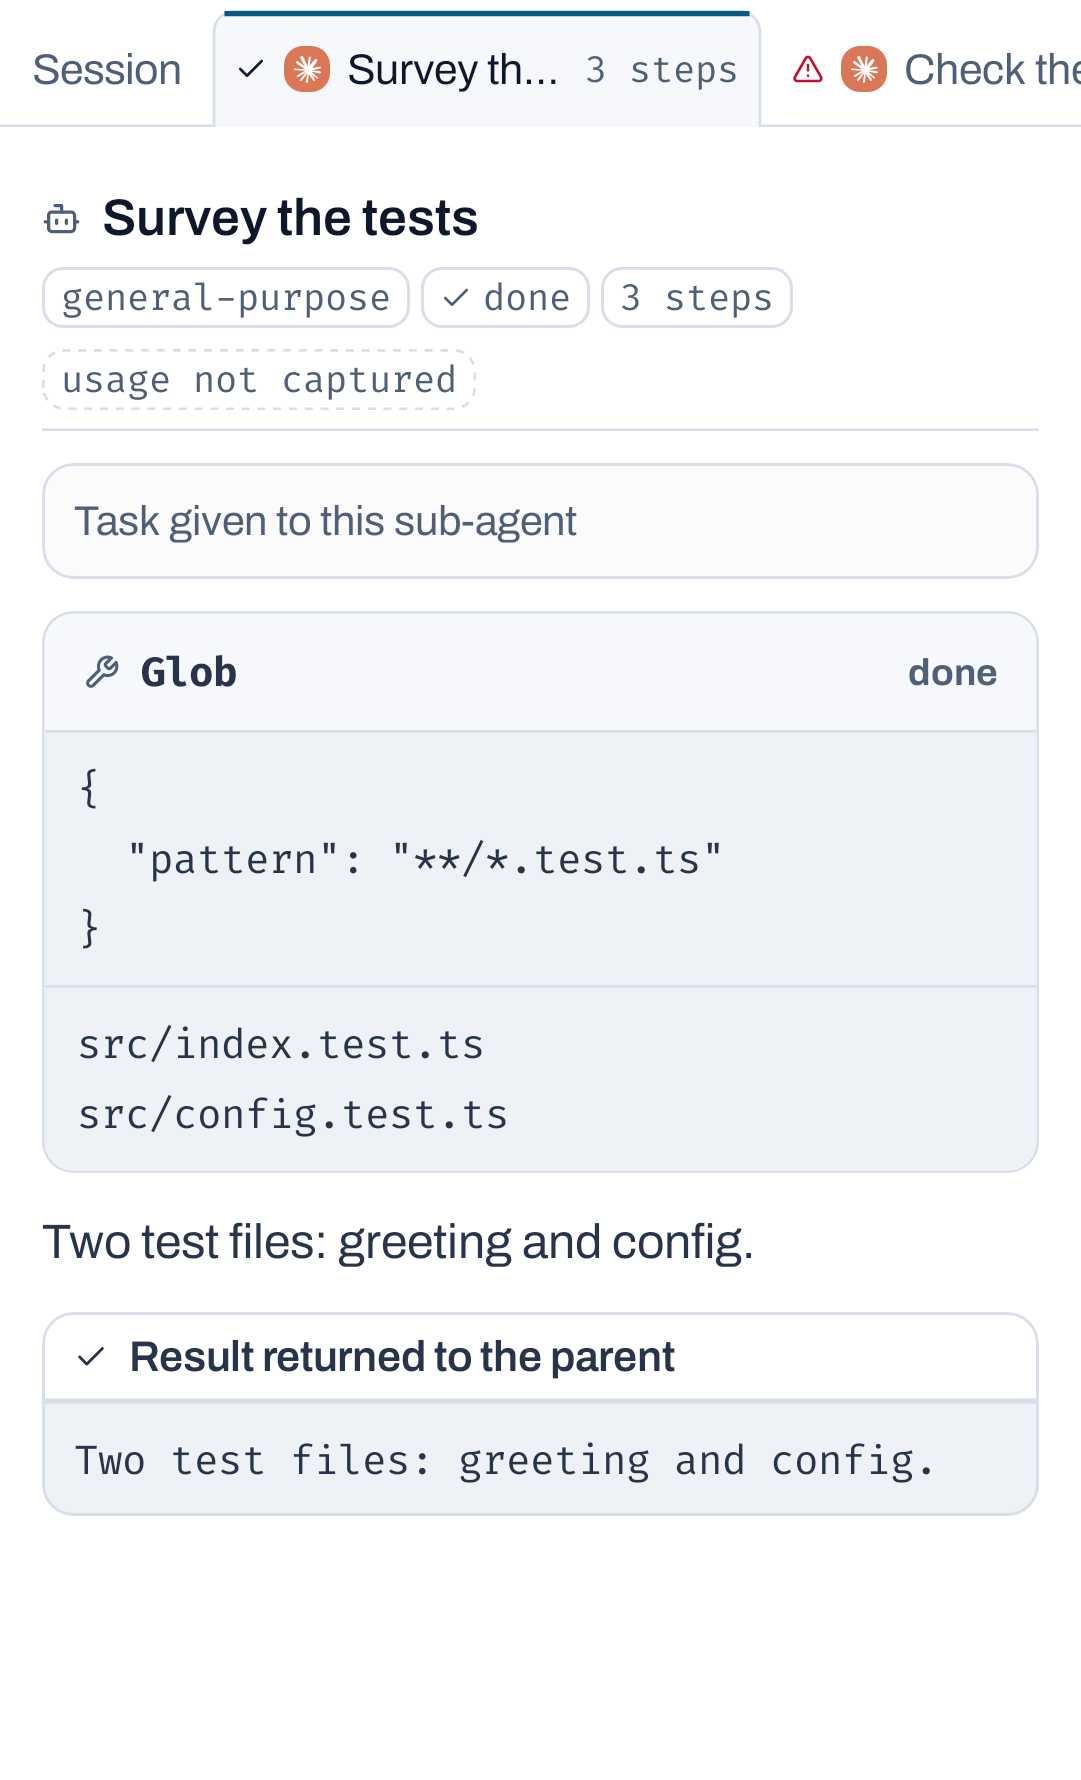 Session
Survey th... 3 steps
Check the
Survey the tests
general-purpose
done
3 steps
usage not captured
Task given to this sub-agent
Glob
done
{
"pattern": "**/*.test.ts"
}
src/index.test.ts
src/config.test.ts
Two test files: greeting and config.
Result returned to the parent
Two test files: greeting and config.